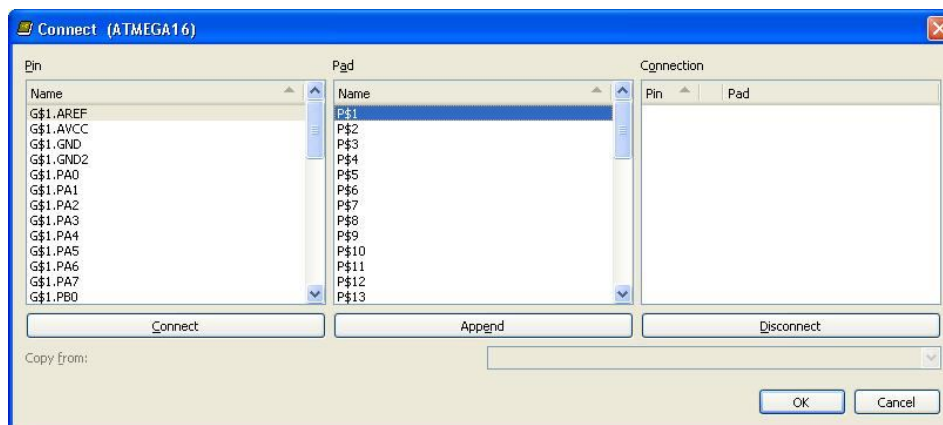 Connect (ATMEGA16)
Pin
Pad
Connection
Name
Name
Pin
Pad
G$1.AREF
G$1.AVCC
G$1.GND
G$1.GND2
G$1.PA0
G$1.PA1
G$1.PA2
G$1.PA3
G$1.PA4
G$1.PA5
G$1.PA6
G$1.PA7
G$1.PB0
P$1
P$2
P$3
P$4
P$5
P$6
P$7
P$8
P$9
P$10
P$11
P$12
P$13
Connect
Append
Disconnect
Copy from:
OK
Cancel